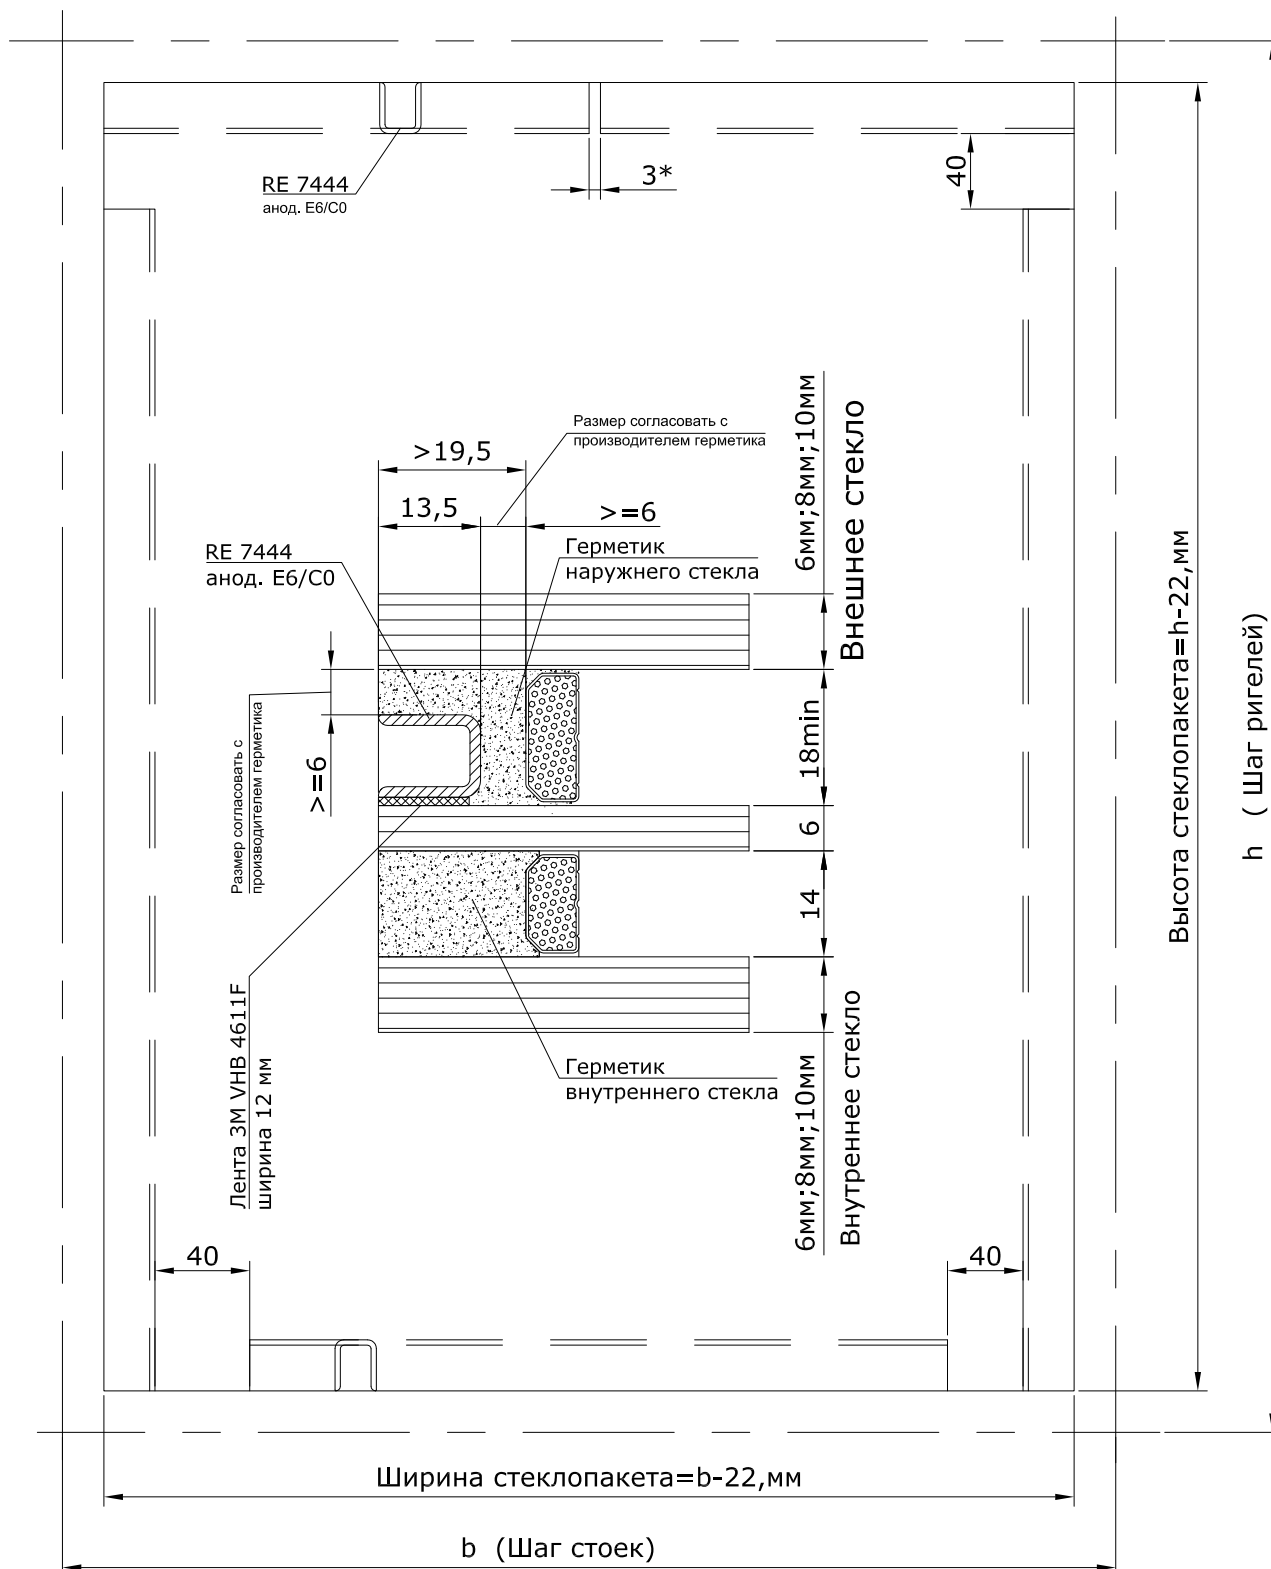 RE 7444
анод. Е6/С0
3*
40
Размер согласовать с
производителем герметика
>19,5
13,5
>=6
6мм;8мм;10мм
Внешнее стекло
RE 7444
анод. Е6/С0
Герметик
наружнего стекла
Размер согласовать с
производителем герметика
>=6
18min
6
14
Высота стеклопакета=h-22,мм
h ( Шаг ригелей)
Лента 3М VHB 4611F
ширина 12 мм
Герметик
внутреннего стекла
6мм;8мм;10мм
Внутреннее стекло
40
40
Ширина стеклопакета=b-22,мм
b (Шаг стоек)